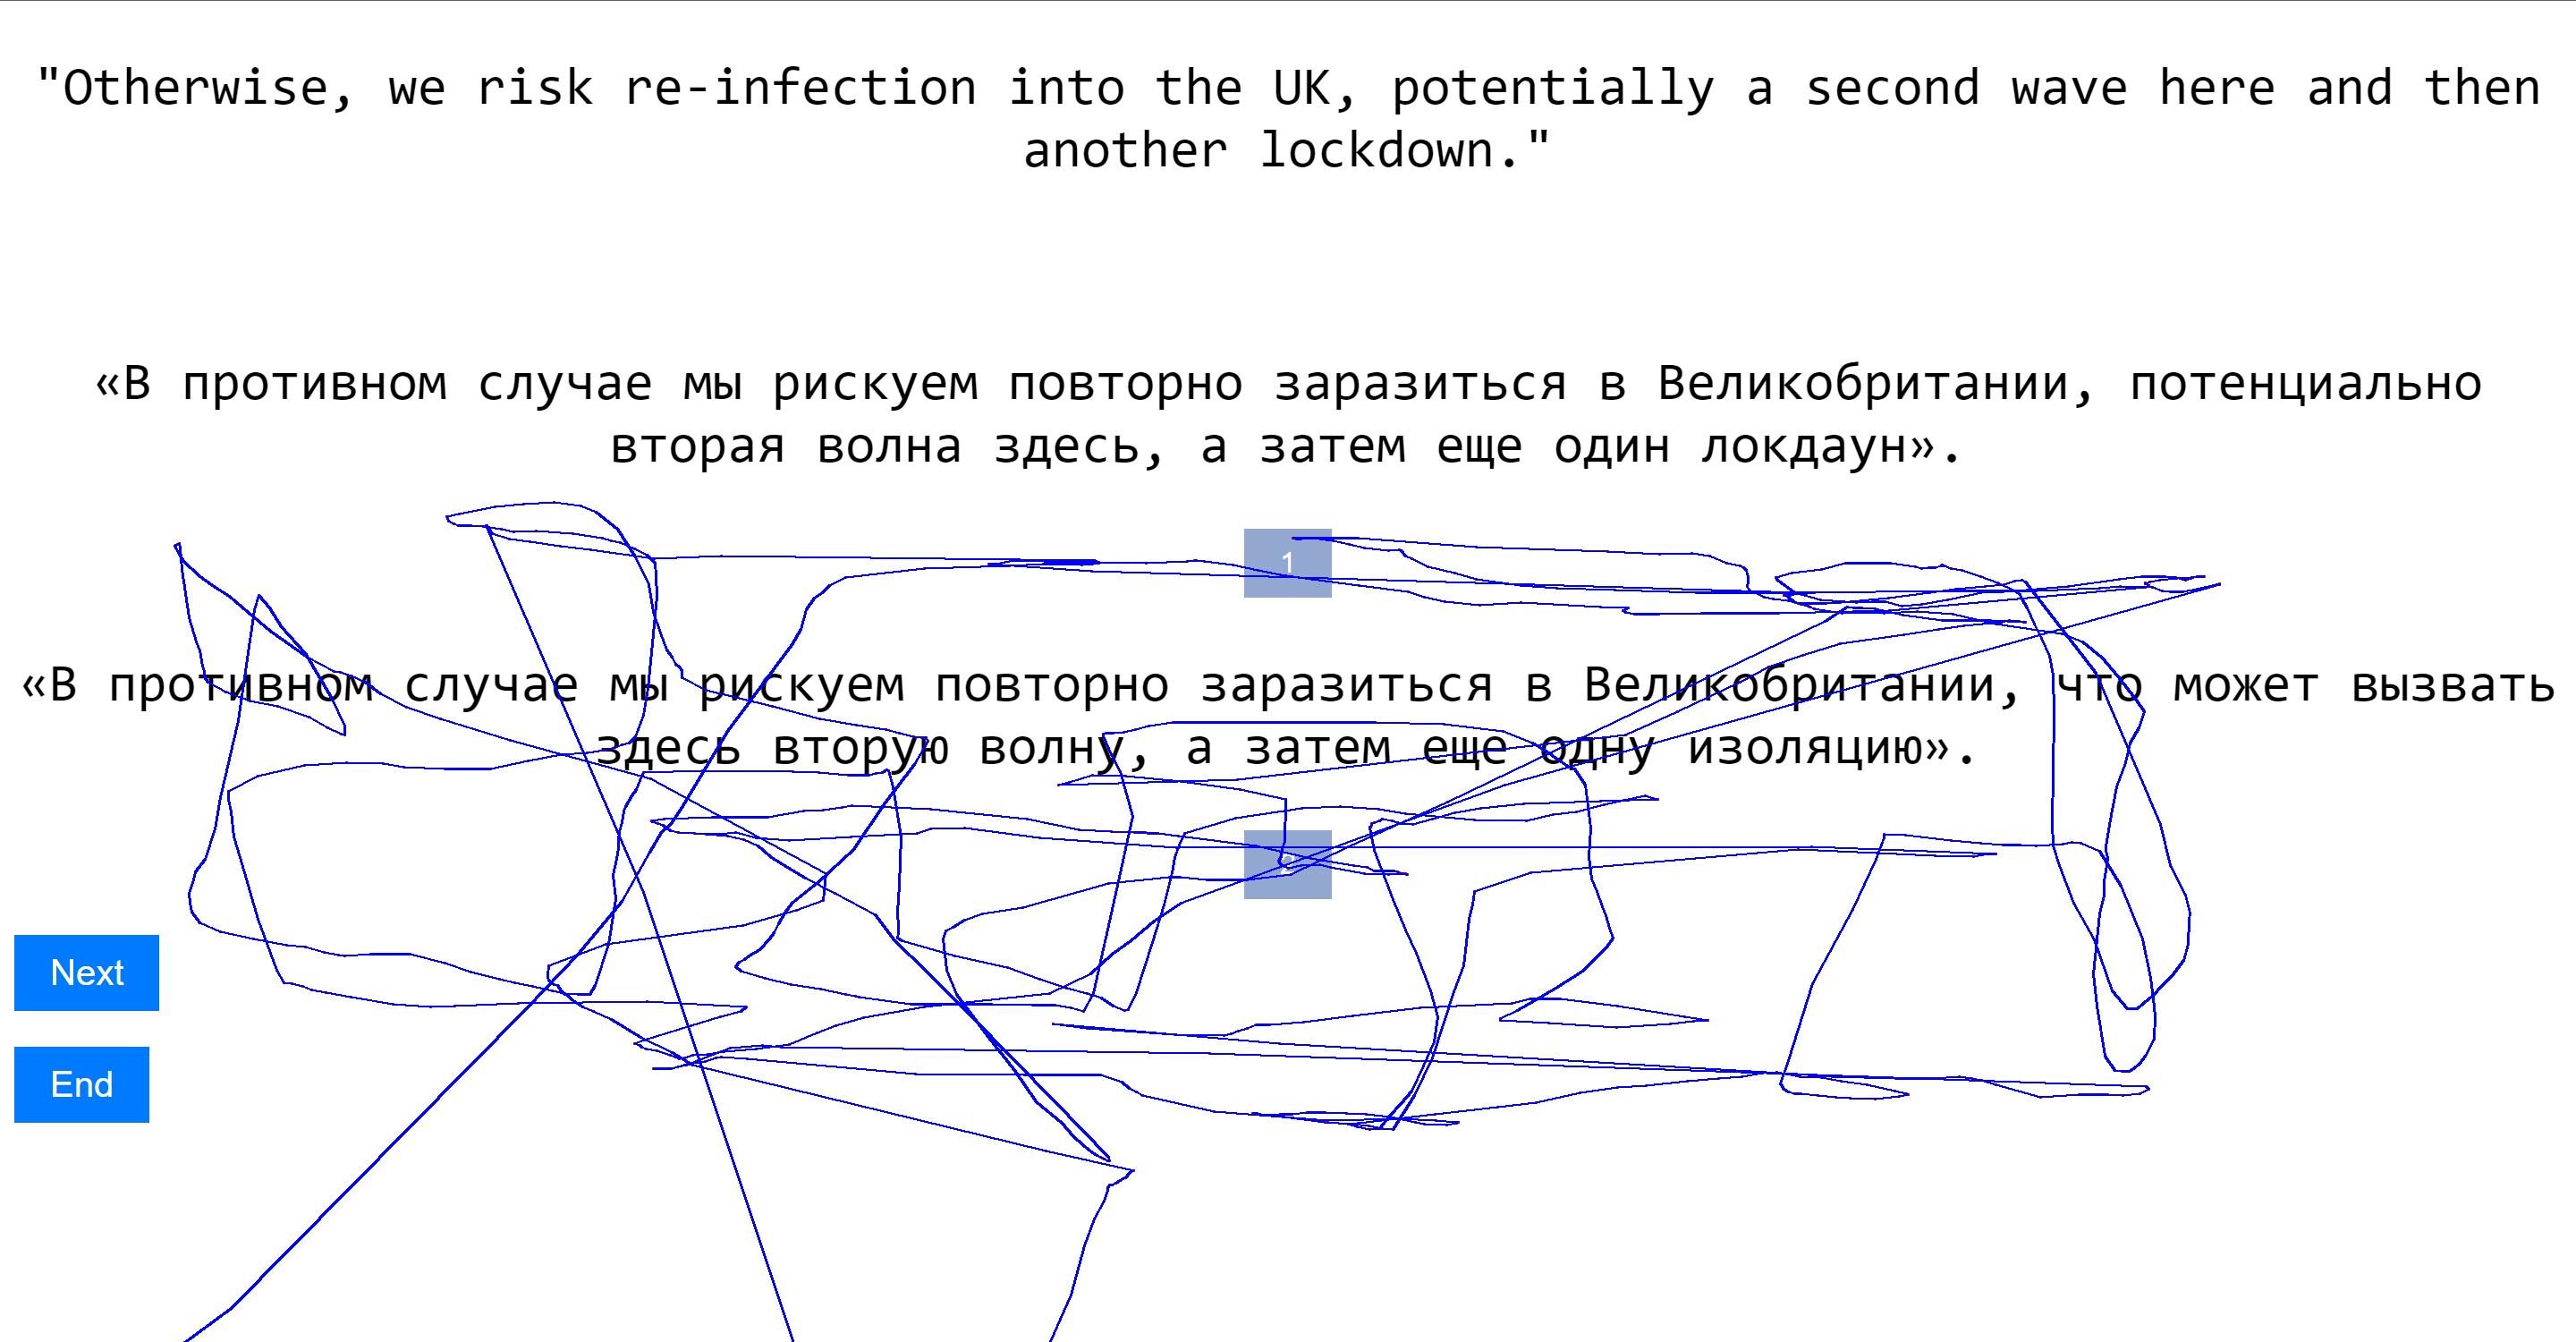 "Otherwise, we risk re-infection into the UK, potentially a second wave here and then
another lockdown."
«В противном случае мы рискуем повторно заразиться в Великобритании, потенциально
вторая волна здесь, а затем еще один локдаун».
1
«В противном случае мы рискуем повторно заразиться в Великобритании, что может вызвать
здесь вторую волну, а затем еще одну изоляцию».
2
Next
End